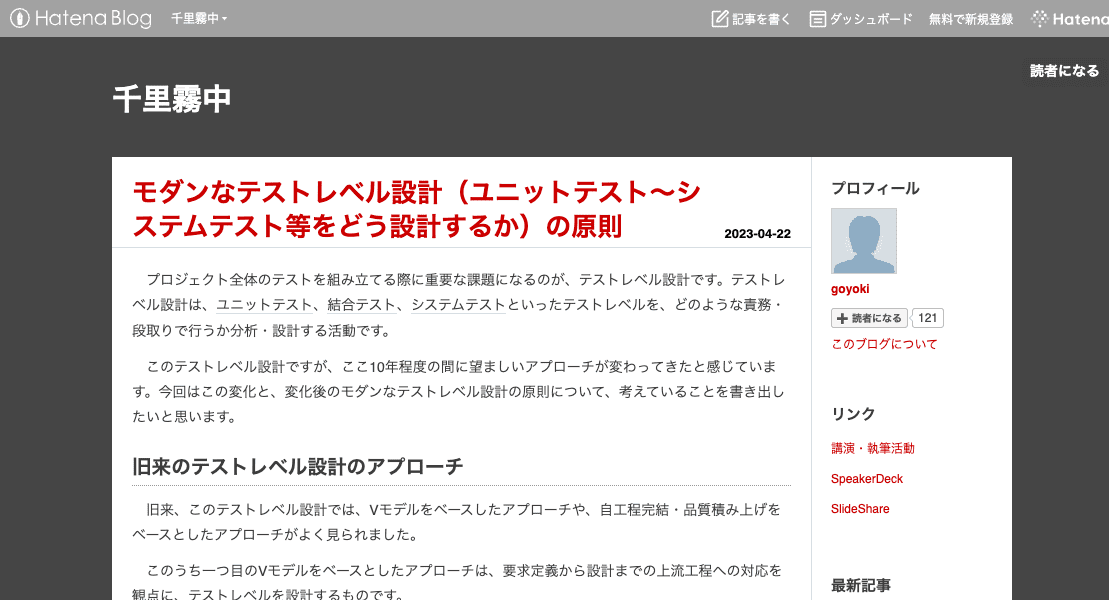 Hatena Blog
千里霧中
記事を書く
ダッシュボード
無料で新規登録
Hatena
読者になる
千里霧中
モダンなテストレベル設計（ユニットテスト〜シ
ステムテスト等をどう設計するか）の原則
2023-04-22
プロジェクト全体のテストを組み立てる際に重要な課題になるのが、テストレベル設計です。テストレ
ベル設計は、ユニットテスト、結合テスト、システムテストといったテストレベルを、どのような責務・
段取りで行うか分析・設計する活動です。
このテストレベル設計ですが、ここ10年程度の間に望ましいアプローチが変わってきたと感じていま
す。今回はこの変化と、変化後のモダンなテストレベル設計の原則について、考えていることを書き出し
たいと思います。
旧来のテストレベル設計のアプローチ
旧来、このテストレベル設計では、Vモデルをベースしたアプローチや、自工程完結・品質積み上げを
ベースとしたアプローチがよく見られました。
このうち一つ目のVモデルをベースとしたアプローチは、要求定義から設計までの上流工程への対応を
観点に、テストレベルを設計するものです。
プロフィール
goyoki
読者になる
121
このブログについて
リンク
講演・執筆活動
SpeakerDeck
SlideShare
最新記事